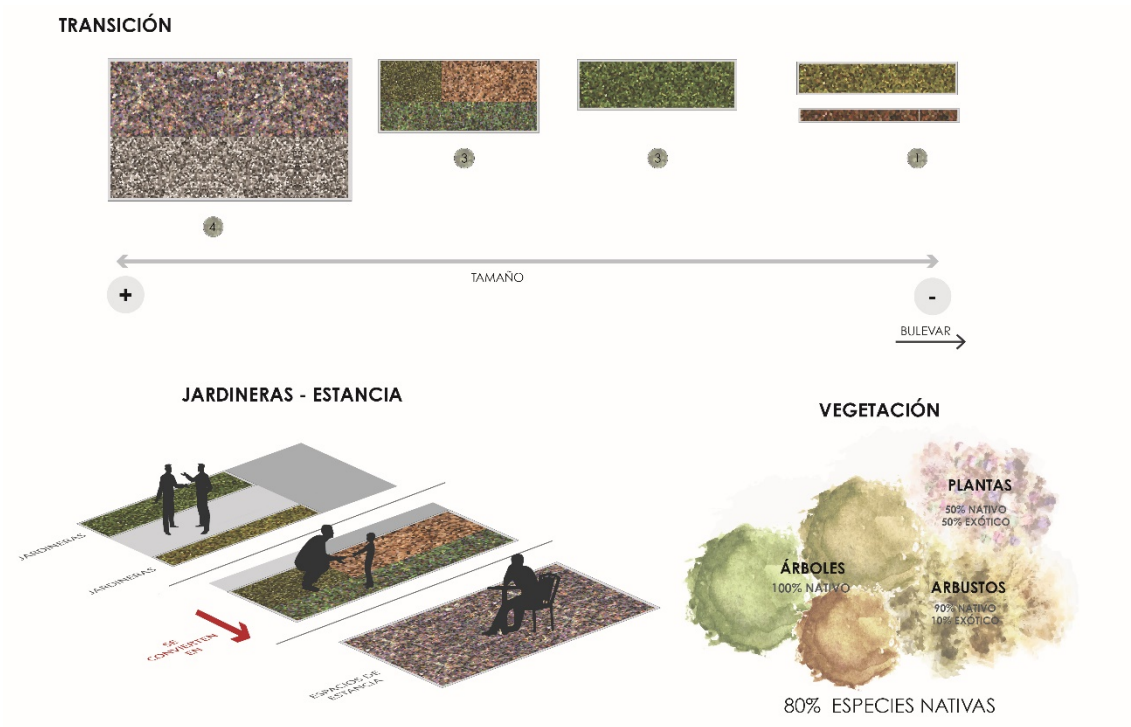 TRANSICIÓN
4
3
3
1
TAMAÑO
+
-
BULEVAR
JARDINERAS - ESTANCIA
JARDINERAS
JARDINERAS
SE
CONVIERTEN
EN
ESPACIOS DE
ESTANCIA
VEGETACIÓN
PLANTAS
50% NATIVO
50% EXÓTICO
ÁRBOLES
100% NATIVO
ARBUSTOS
90% NATIVO
10% EXÓTICO
80% ESPECIES NATIVAS